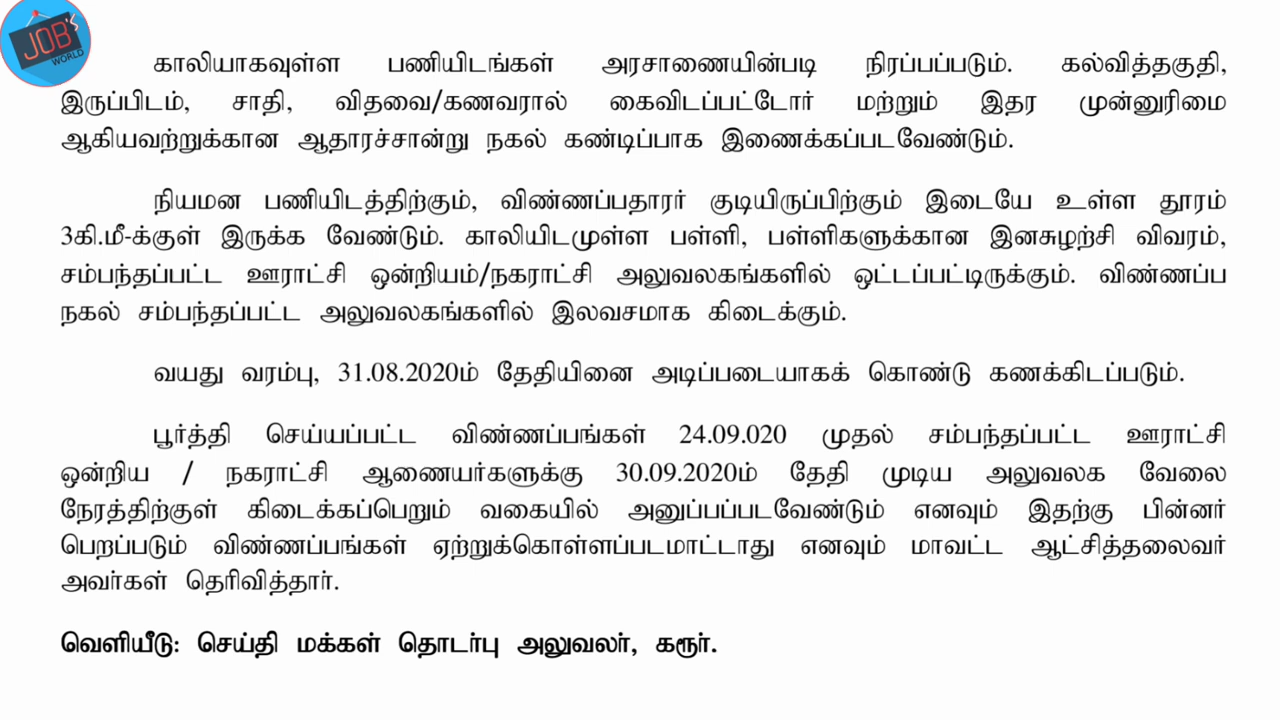 JOB'S
WORLD
காலியாகவுள்ள பணியிடங்கள் அரசாணையின்படி நிரப்பப்படும். கல்வித்தகுதி,
இருப்பிடம், சாதி, விதவை/கணவரால் கைவிடப்பட்டோர் மற்றும் இதர முன்னுரிமை
ஆகியவற்றுக்கான ஆதாரச்சான்று நகல் கண்டிப்பாக இணைக்கப்படவேண்டும்.
நியமன பணியிடத்திற்கும், விண்ணப்பதாரர் குடியிருப்பிற்கும் இடையே உள்ள தூரம்
3கி.மீ-க்குள் இருக்க வேண்டும். காலியிடமுள்ள பள்ளி, பள்ளிகளுக்கான இனசுழற்சி விவரம்,
சம்பந்தப்பட்ட ஊராட்சி ஒன்றியம்/நகராட்சி அலுவலகங்களில் ஒட்டப்பட்டிருக்கும். விண்ணப்ப
நகல் சம்பந்தப்பட்ட அலுவலகங்களில் இலவசமாக கிடைக்கும்.
வயது வரம்பு, 31.08.2020ம் தேதியினை அடிப்படையாகக் கொண்டு கணக்கிடப்படும்.
பூர்த்தி செய்யப்பட்ட விண்ணப்பங்கள் 24.09.020 முதல் சம்பந்தப்பட்ட ஊராட்சி
ஒன்றிய / நகராட்சி ஆணையர்களுக்கு 30.09.2020ம் தேதி முடிய அலுவலக வேலை
நேரத்திற்குள் கிடைக்கப்பெறும் வகையில் அனுப்பப்படவேண்டும் எனவும் இதற்கு பின்னர்
பெறப்படும் விண்ணப்பங்கள் ஏற்றுக்கொள்ளப்படமாட்டாது எனவும் மாவட்ட ஆட்சித்தலைவர்
அவர்கள் தெரிவித்தார்.
வெளியீடு: செய்தி மக்கள் தொடர்பு அலுவலர், கரூர்.